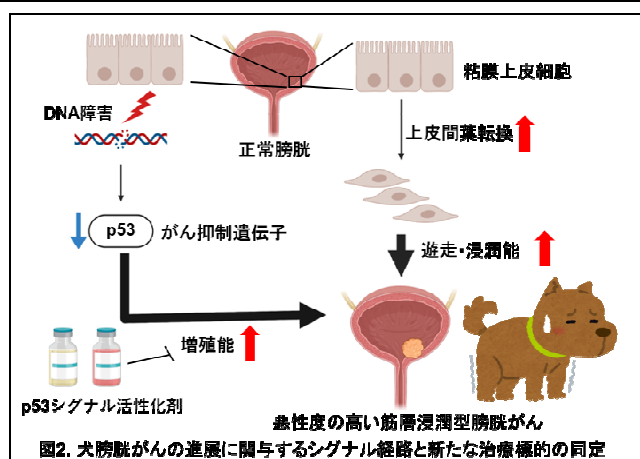 粘膜上皮細胞
DNA障害
正常膀胱
上皮間葉転換
p53
がん抑制遺伝子
遊走・浸潤能
増殖能
p53シグナル活性化剤
悪性度の高い筋層浸潤型膀胱がん
図2. 犬膀胱がんの進展に関与するシグナル経路と新たな治療標的の同定